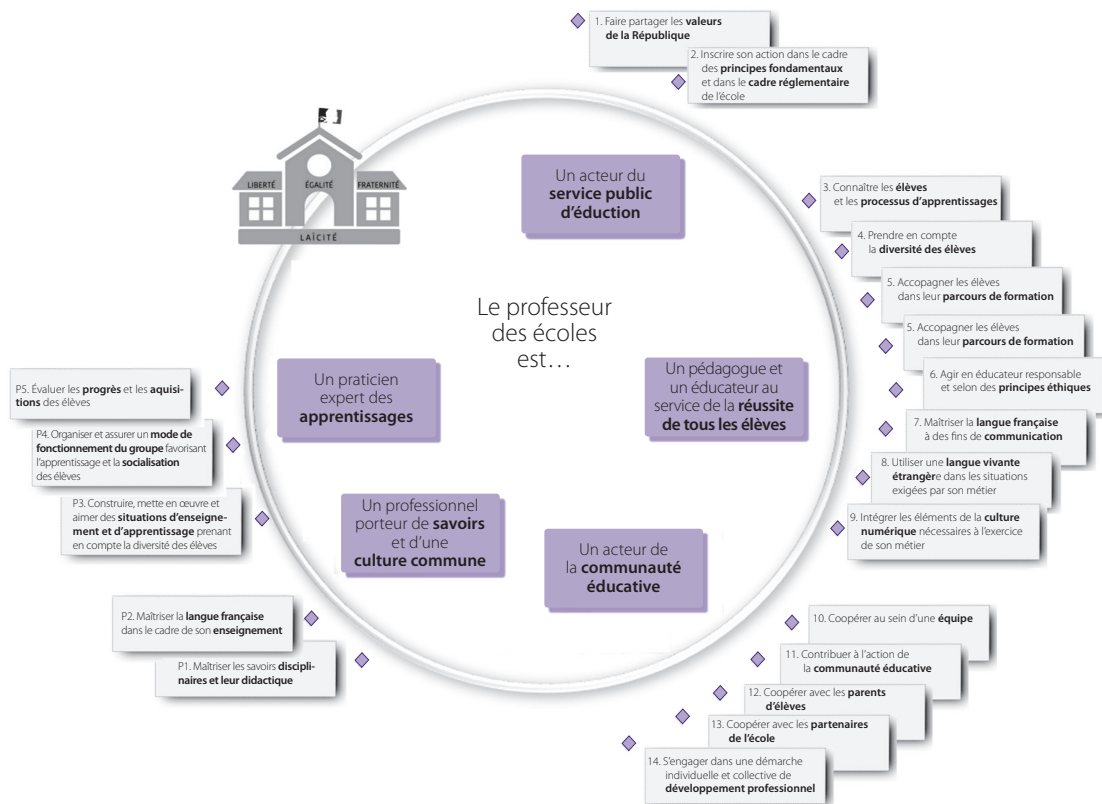 1. Faire partager les valeurs
de la République
2. Inscrire son action dans le cadre
des principes fondamentaux
et dans le cadre réglementaire
de l'école
LIBERTÉ
ÉGALITÉ
FRATERNITÉ
LAÏCITÉ
Un acteur du
service public
d'éduction
3. Connaître les élèves
et les processus d'apprentissages
4. Prendre en compte
la diversité des élèves
5. Accopagner les élèves
dans leur parcours de formation
5. Accopagner les élèves
dans leur parcours de formation
6. Agir en éducateur responsable
et selon des principes éthiques
7. Maîtriser la langue française
à des fins de communication
8. Utiliser une langue vivante
étrangère dans les situations
exigées par son métier
9. Intégrer les éléments de la culture
numérique nécessaires à l'exercice
de son métier
Le professeur
des écoles
est…
Un praticien
expert des
apprentissages
Un pédagogue et
un éducateur au
service de la réussite
de tous les élèves
Un professionnel
porteur de savoirs
et d'une
culture commune
Un acteur de
la communauté
éducative
P5. Évaluer les progrès et les aquisi-
tions des élèves
P4. Organiser et assurer un mode de
fonctionnement du groupe favorisant
l'apprentissage et la socialisation
des élèves
P3. Construire, mette en œuvre et
aimer des situations d'enseigne-
ment et d'apprentissage prenant
en compte la diversité des élèves
P2. Maîtriser la langue française
dans le cadre de son enseignement
P1. Maîtriser les savoirs discipli-
naires et leur didactique
10. Coopérer au sein d'une équipe
11. Contribuer à l'action de
la communauté éducative
12. Coopérer avec les parents
d'élèves
13. Coopérer avec les partenaires
de l'école
14. S'engager dans une démarche
individuelle et collective de
développement professionnel